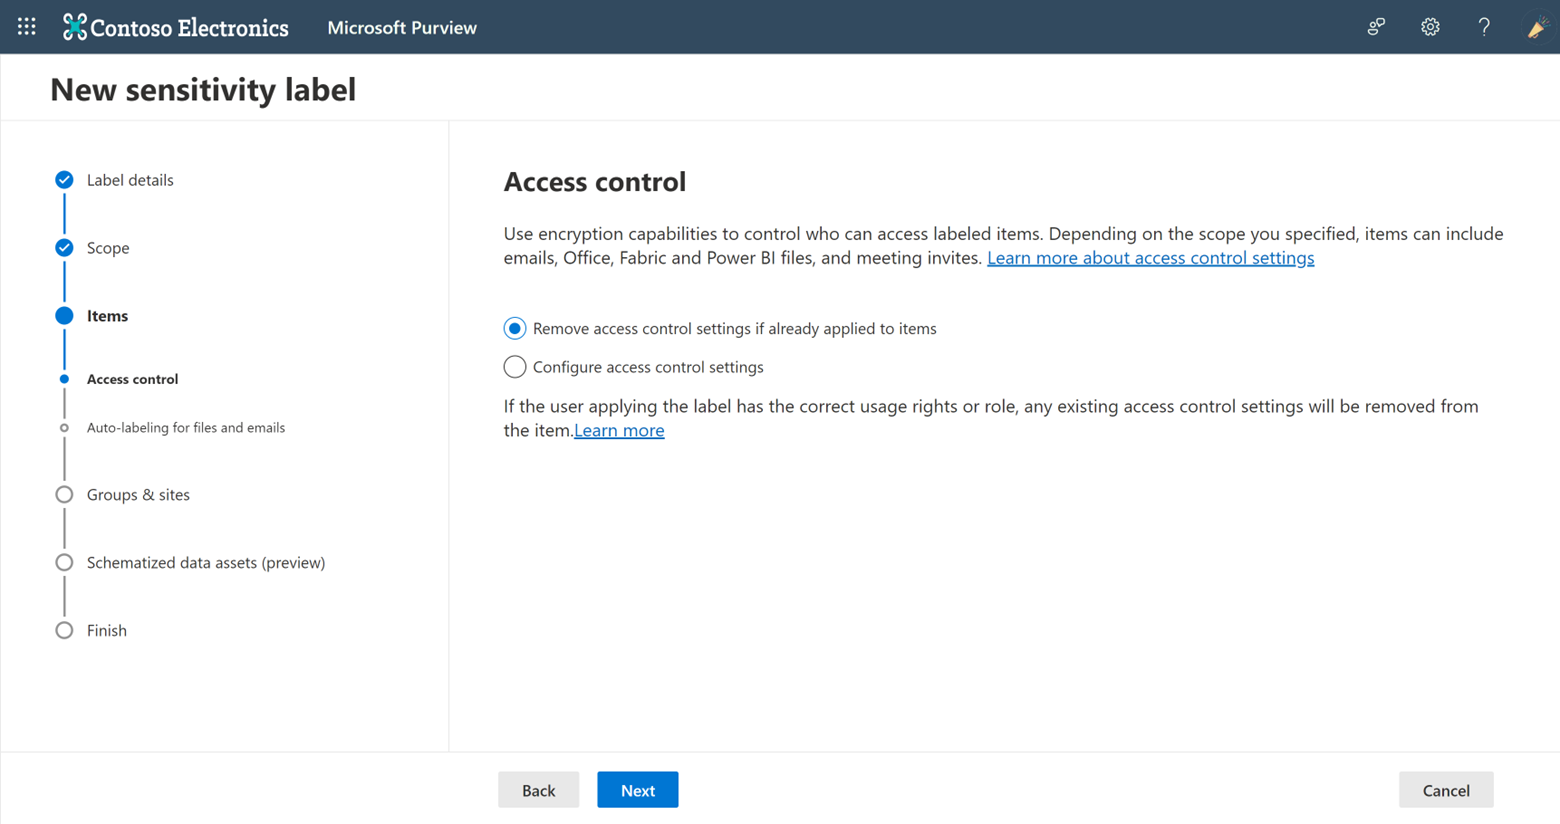 Contoso Electronics
Microsoft Purview
New sensitivity label
Label details
Scope
Items
Access control
Auto-labeling for files and emails
Groups & sites
Schematized data assets (preview)
Finish
Access control
Use encryption capabilities to control who can access labeled items. Depending on the scope you specified, items can include
emails, Office, Fabric and Power BI files, and meeting invites. Learn more about access control settings
Remove access control settings if already applied to items
Configure access control settings
If the user applying the label has the correct usage rights or role, any existing access control settings will be removed from
the item.Learn more
Back
Next
Cancel